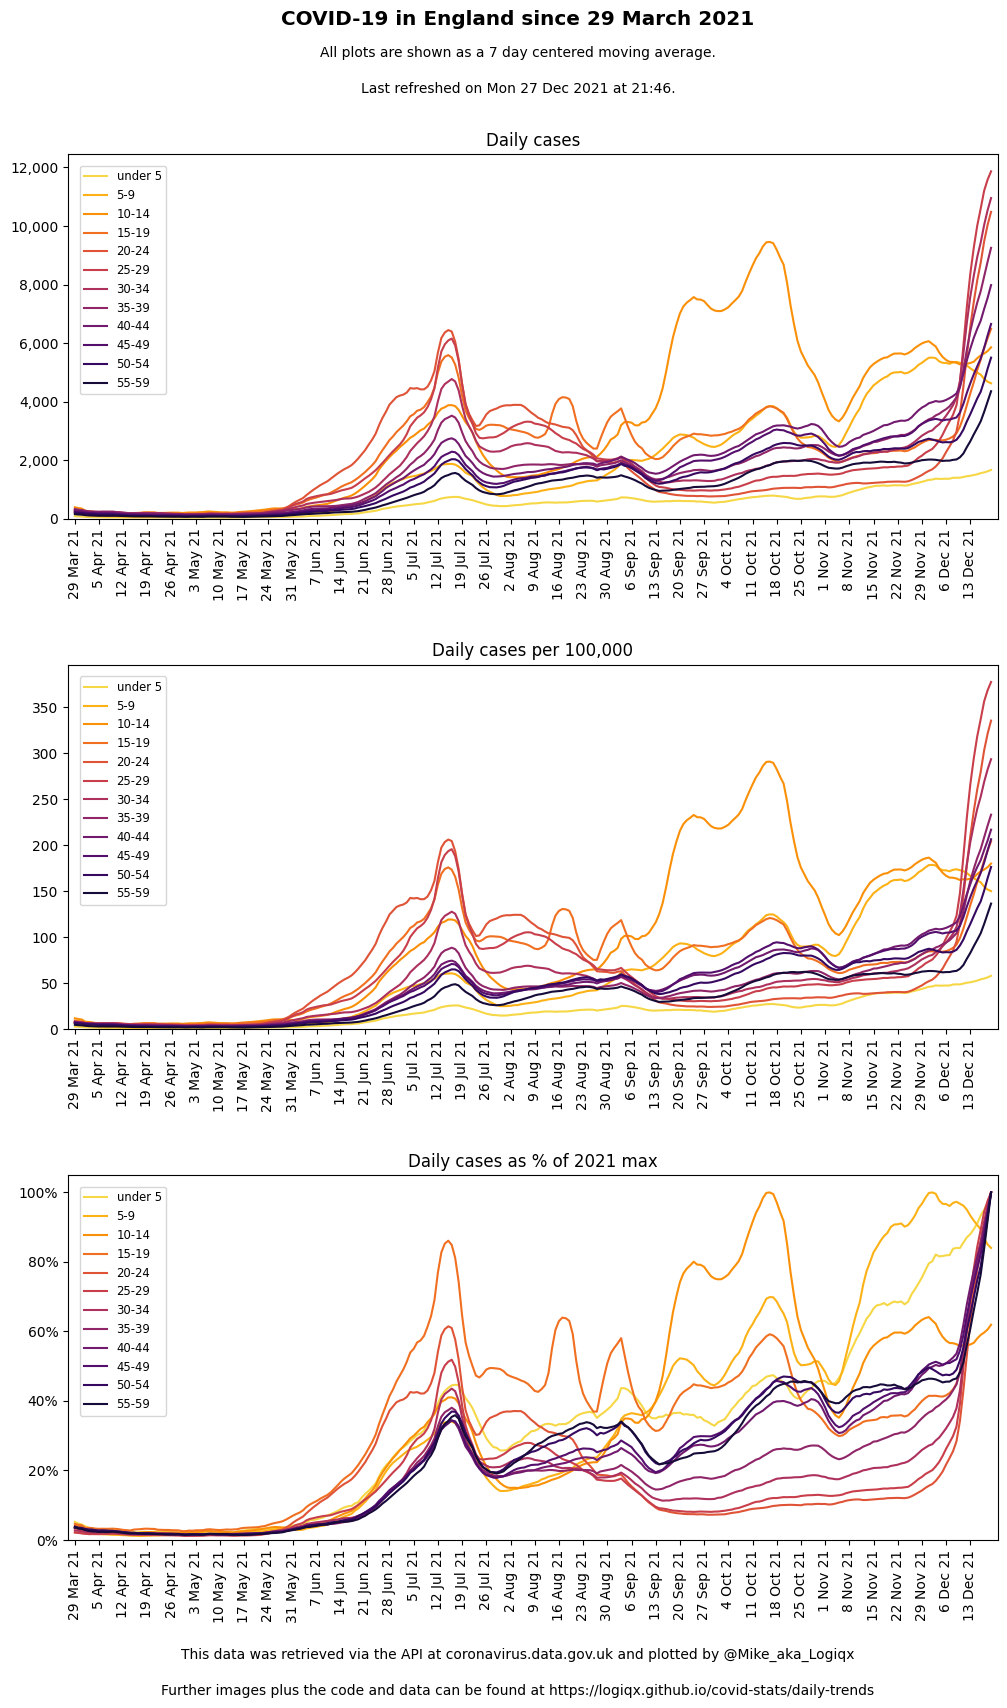 COVID-19 in England since 29 March 2021
All plots are shown as a 7 day centered moving average.
Last refreshed on Mon 27 Dec 2021 at 21:46.
Daily cases
12,000
10,000
8,000
6,000
4,000
2,000
0
under 5
5-9
10-14
15-19
20-24
25-29
30-34
35-39
40-44
45-49
50-54
55-59
29 Mar 21
5 Apr 21
12 Apr 21
19 Apr 21
26 Apr 21
3 May 21
10 May 21
17 May 21
24 May 21
31 May 21
7 Jun 21
14 Jun 21
21 Jun 21
28 Jun 21
5 Jul 21
12 Jul 21
19 Jul 21
26 Jul 21
2 Aug 21
9 Aug 21
16 Aug 21
23 Aug 21
30 Aug 21
6 Sep 21
13 Sep 21
20 Sep 21
27 Sep 21
4 Oct 21
11 Oct 21
18 Oct 21
25 Oct 21
1 Nov 21
8 Nov 21
15 Nov 21
22 Nov 21
29 Nov 21
6 Dec 21
13 Dec 21
Daily cases per 100,000
350
300
250
200
150
100
50
0
under 5
5-9
10-14
15-19
20-24
25-29
30-34
35-39
40-44
45-49
50-54
55-59
29 Mar 21
5 Apr 21
12 Apr 21
19 Apr 21
26 Apr 21
3 May 21
10 May 21
17 May 21
24 May 21
31 May 21
7 Jun 21
14 Jun 21
21 Jun 21
28 Jun 21
5 Jul 21
12 Jul 21
19 Jul 21
26 Jul 21
2 Aug 21
9 Aug 21
16 Aug 21
23 Aug 21
30 Aug 21
6 Sep 21
13 Sep 21
20 Sep 21
27 Sep 21
4 Oct 21
11 Oct 21
18 Oct 21
25 Oct 21
1 Nov 21
8 Nov 21
15 Nov 21
22 Nov 21
29 Nov 21
6 Dec 21
13 Dec 21
Daily cases as % of 2021 max
100%
80%
60%
40%
20%
0%
under 5
5-9
10-14
15-19
20-24
25-29
30-34
35-39
40-44
45-49
50-54
55-59
29 Mar 21
5 Apr 21
12 Apr 21
19 Apr 21
26 Apr 21
3 May 21
10 May 21
17 May 21
24 May 21
31 May 21
7 Jun 21
14 Jun 21
21 Jun 21
28 Jun 21
5 Jul 21
12 Jul 21
19 Jul 21
26 Jul 21
2 Aug 21
9 Aug 21
16 Aug 21
23 Aug 21
30 Aug 21
6 Sep 21
13 Sep 21
20 Sep 21
27 Sep 21
4 Oct 21
11 Oct 21
18 Oct 21
25 Oct 21
1 Nov 21
8 Nov 21
15 Nov 21
22 Nov 21
29 Nov 21
6 Dec 21
13 Dec 21
This data was retrieved via the API at coronavirus.data.gov.uk and plotted by @Mike_aka_Logiqx
Further images plus the code and data can be found at https://logiqx.github.io/covid-stats/daily-trends